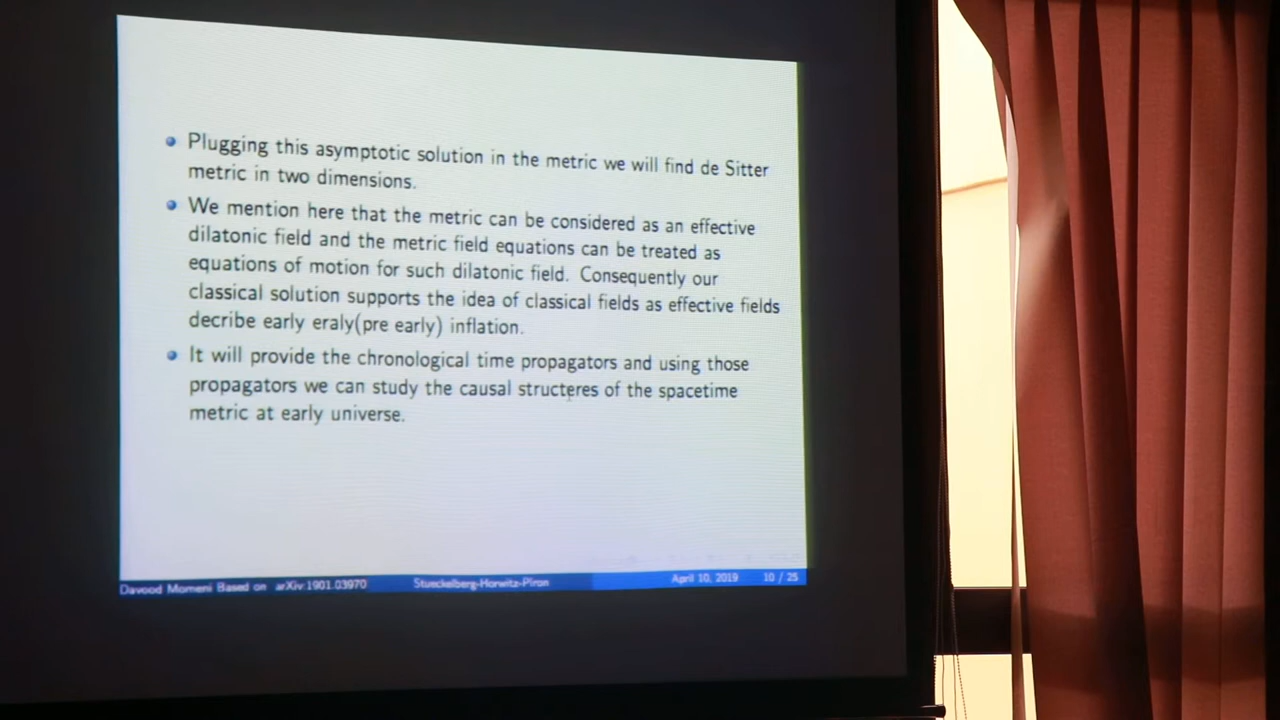 Plugging this asymptotic solution in the metric we will find de Sitter
metric in two dimensions.
We mention here that the metric can be considered as an effective
dilatonic field and the metric field equations can be treated as
equations of motion for such dilatonic field. Consequently our
classical solution supports the idea of classical fields as effective fields
decribe early eraly(pre early) inflation.
It will provide the chronological time propagators and using those
propagators we can study the causal structeres of the spacetime
metric at early universe.
Davood Momeni Based on arXiv:1901.03970 Stueckelberg-Horwitz-Piron April 10, 2019 10 / 25